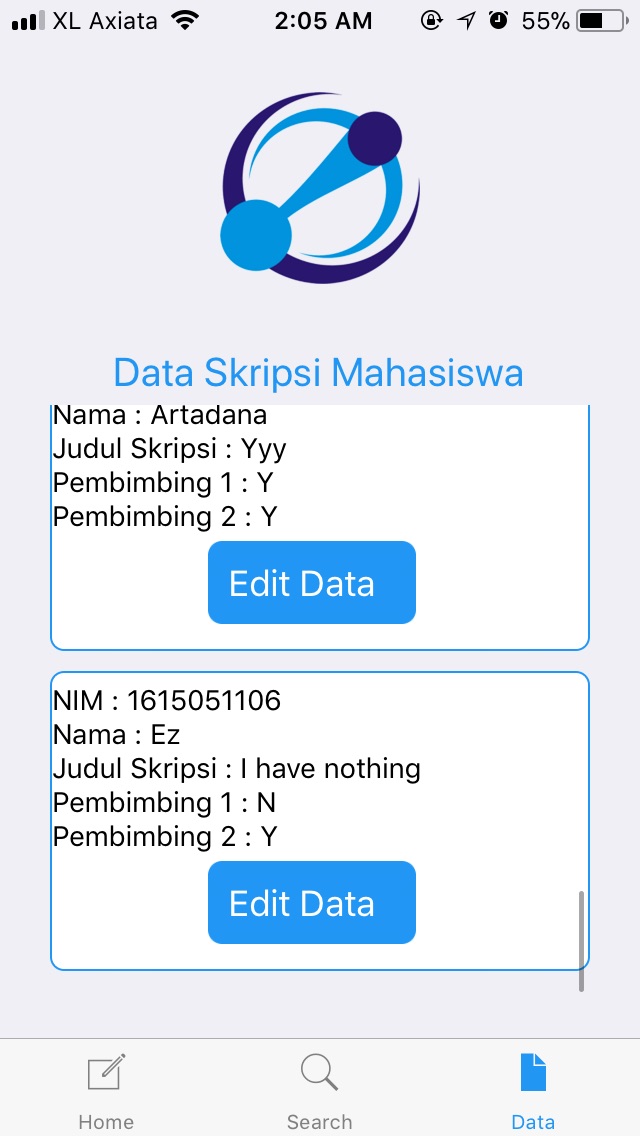 XL Axiata 2:05 AM 55%
Data Skripsi Mahasiswa
Nama : Artadana
Judul Skripsi : Yyy
Pembimbing 1 : Y
Pembimbing 2 : Y
Edit Data
NIM : 1615051106
Nama : Ez
Judul Skripsi : I have nothing
Pembimbing 1 : N
Pembimbing 2 : Y
Edit Data
Home Search Data